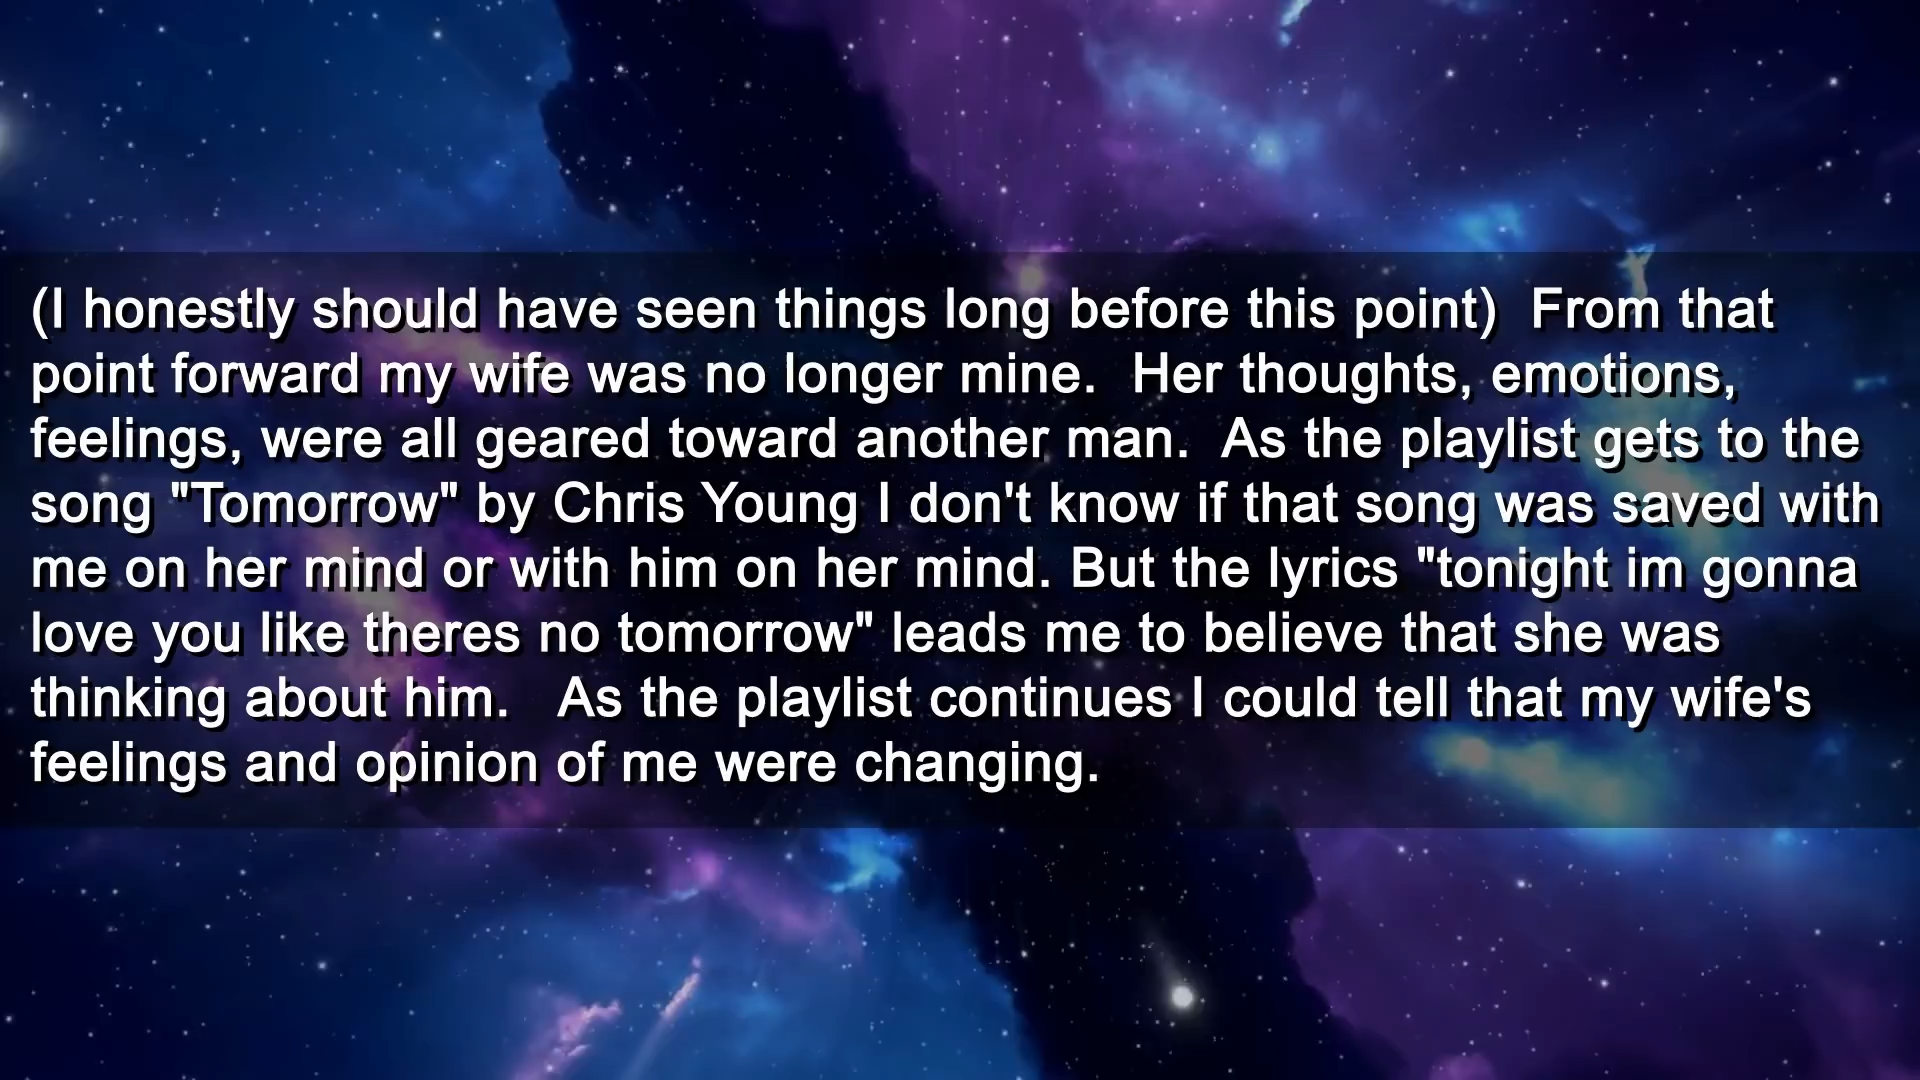 (I honestly should have seen things long before this point)  From that
point forward my wife was no longer mine.  Her thoughts, emotions,
feelings, were all geared toward another man.  As the playlist gets to the
song "Tomorrow" by Chris Young I don't know if that song was saved with
me on her mind or with him on her mind. But the lyrics "tonight im gonna
love you like theres no tomorrow" leads me to believe that she was
thinking about him.   As the playlist continues I could tell that my wife's
feelings and opinion of me were changing.